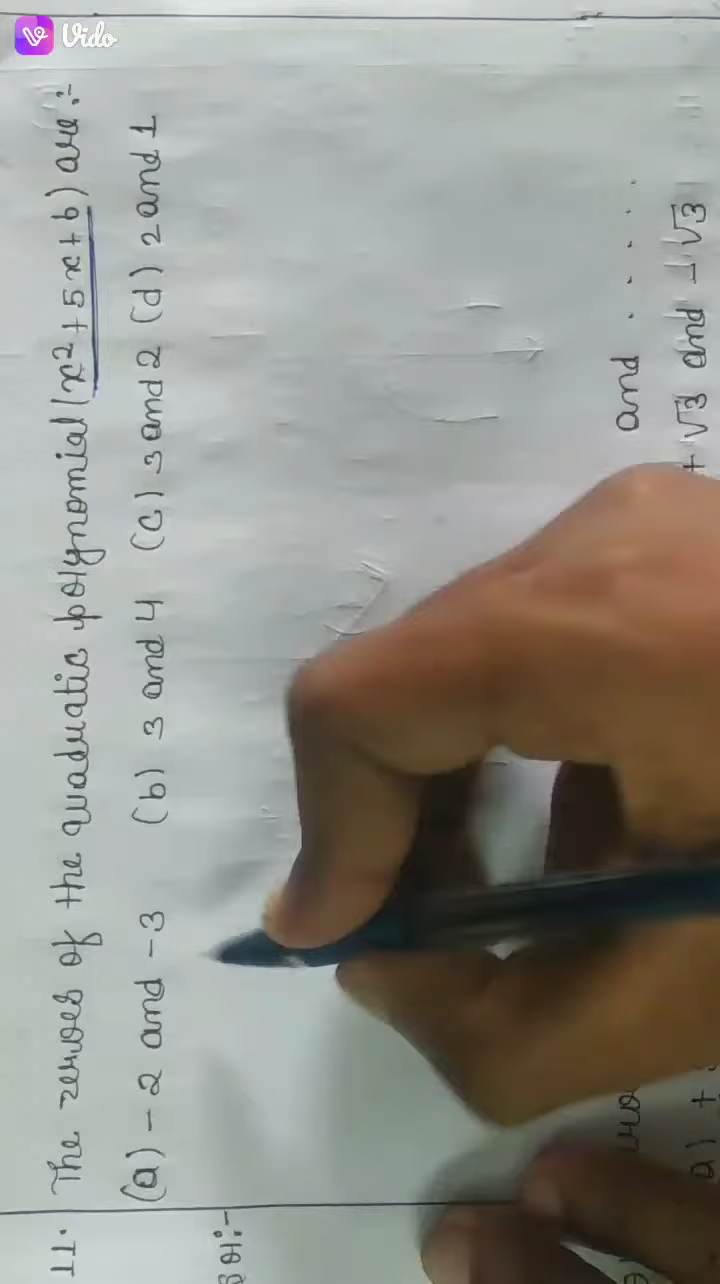 Vido
11. The zeroes of the quadratic polynomial (x²+5x+6) are:-
(a) -2 and -3 (b) 3 and 4 (c) 3 and 2 (d) 2 and 1
Sol:-
and ......
+√3 and -√3